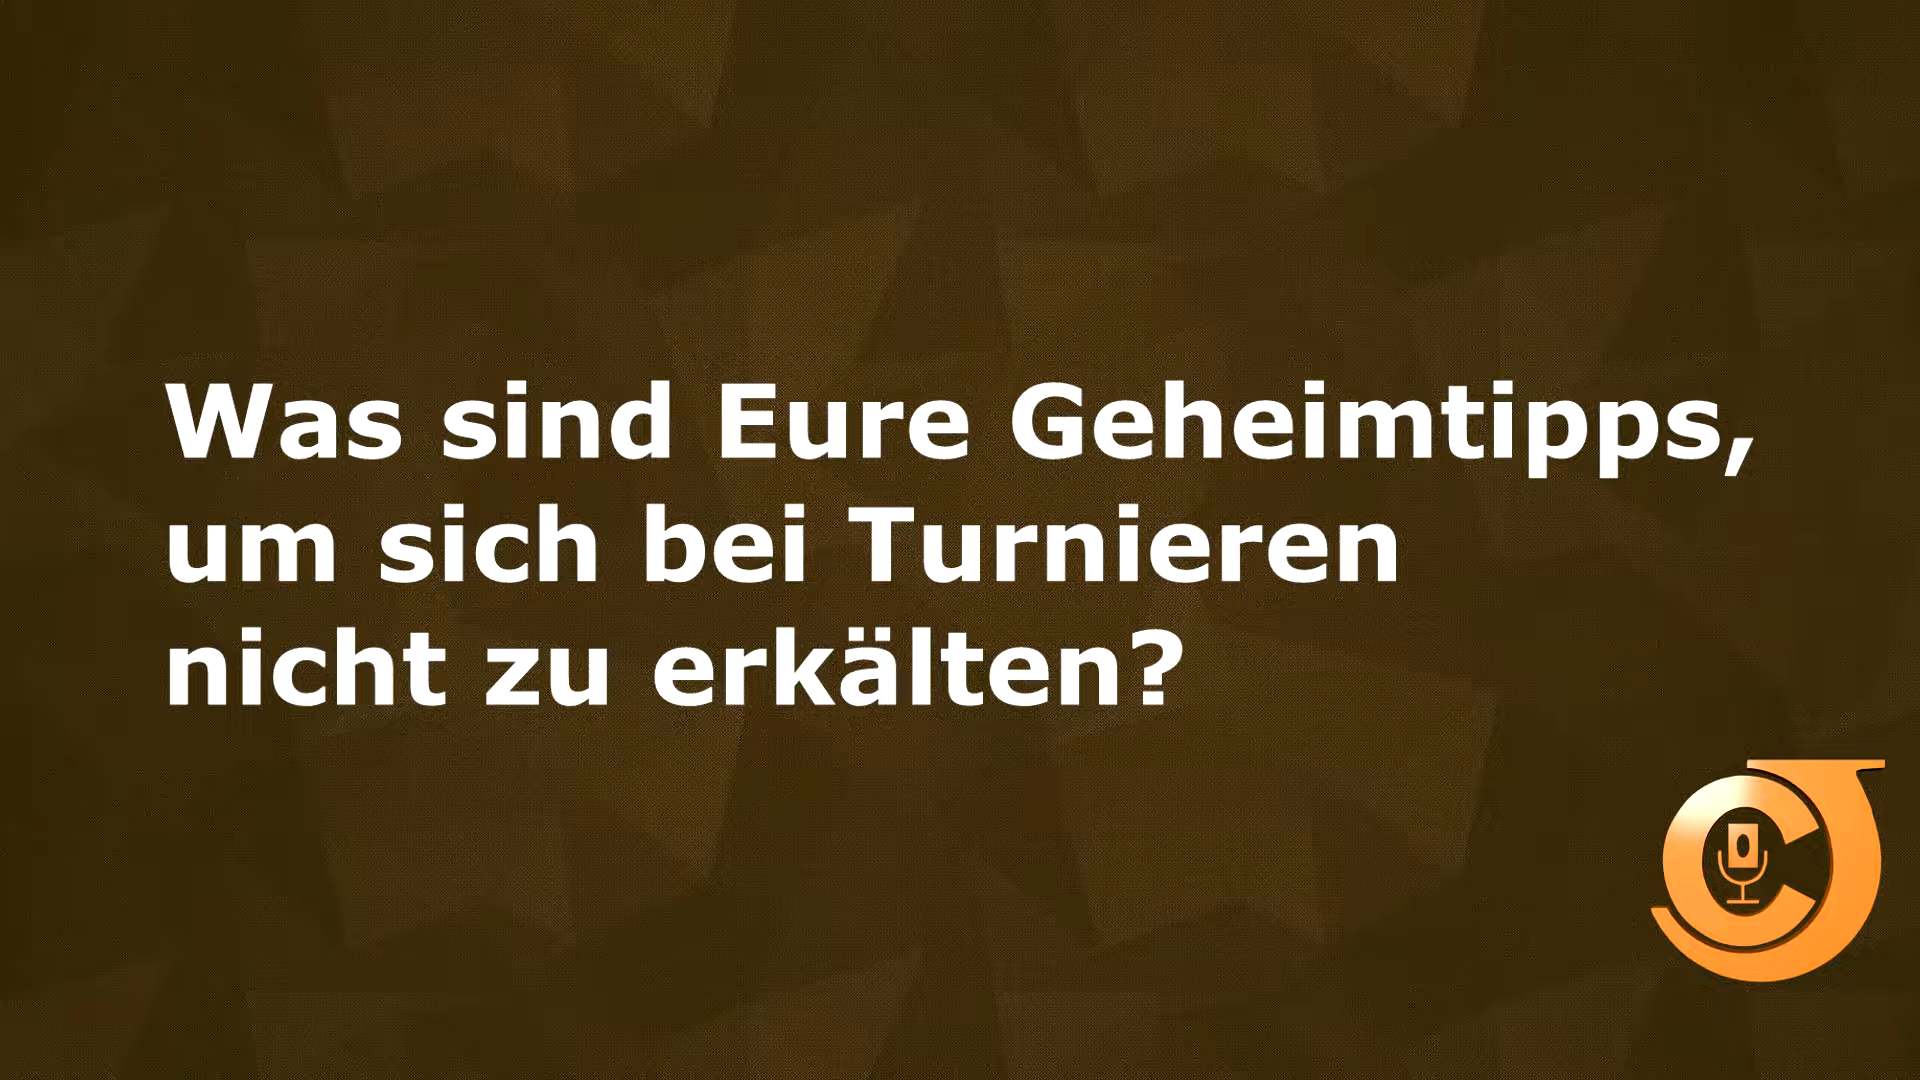 Was sind Eure Geheimtipps,
um sich bei Turnieren
nicht zu erkälten?